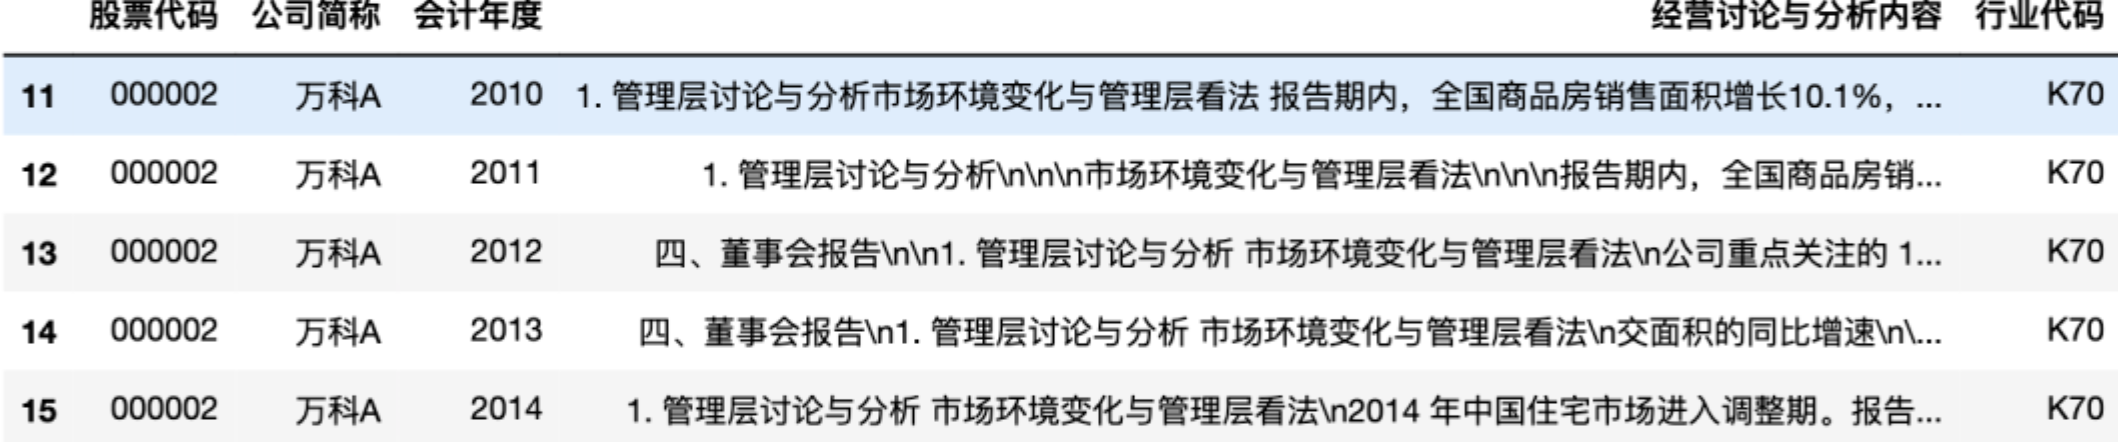 股票代码 公司简称 会计年度 经营讨论与分析内容 行业代码
11 000002 万科A 2010 1. 管理层讨论与分析市场环境变化与管理层看法 报告期内，全国商品房销售面积增长10.1%，... K70
12 000002 万科A 2011 1. 管理层讨论与分析\n\n\n市场环境变化与管理层看法\n\n\n报告期内，全国商品房销... K70
13 000002 万科A 2012 四、董事会报告\n\n1. 管理层讨论与分析 市场环境变化与管理层看法\n公司重点关注的 1... K70
14 000002 万科A 2013 四、董事会报告\n1. 管理层讨论与分析 市场环境变化与管理层看法\n交面积的同比增速\n\... K70
15 000002 万科A 2014 1. 管理层讨论与分析 市场环境变化与管理层看法\n2014 年中国住宅市场进入调整期。报告... K70